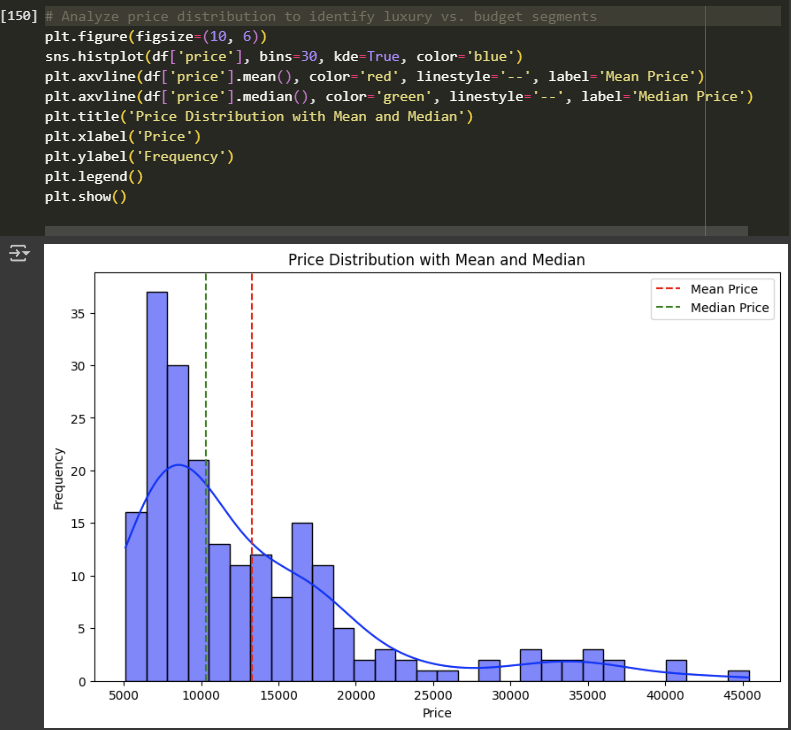 [150] # Analyze price distribution to identify luxury vs. budget segments
plt.figure(figsize=(10, 6))
sns.histplot(df['price'], bins=30, kde=True, color='blue')
plt.axvline(df['price'].mean(), color='red', linestyle='--', label='Mean Price')
plt.axvline(df['price'].median(), color='green', linestyle='--', label='Median Price')
plt.title('Price Distribution with Mean and Median')
plt.xlabel('Price')
plt.ylabel('Frequency')
plt.legend()
plt.show()
Price Distribution with Mean and Median
Mean Price
Median Price
35
30
25
20
15
10
5
0
Frequency
5000 10000 15000 20000 25000 30000 35000 40000 45000
Price